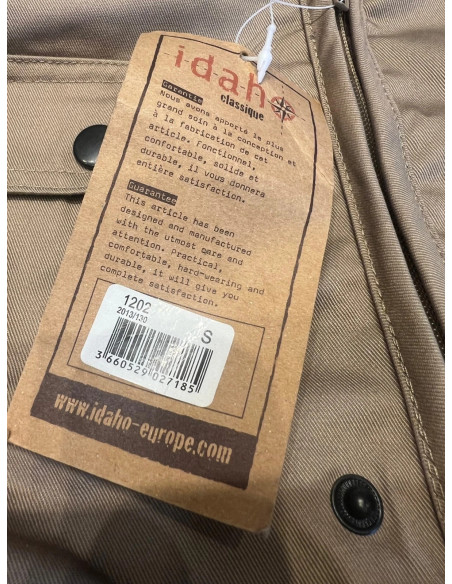 idaho
classique
Garantie
Nous avons apporté le plus
grand soin à la conception et
à la fabrication de cet
article. Fonctionnel,
confortable, solide et
durable, il vous donnera
entière satisfaction.
Guarantee
This article has been
designed and manufactured
with the utmost care and
attention. Practical,
comfortable, hard-wearing and
durable, it will give you
complete satisfaction.
1202
S
2013/130
3 660529 027185
www.idaho-europe.com